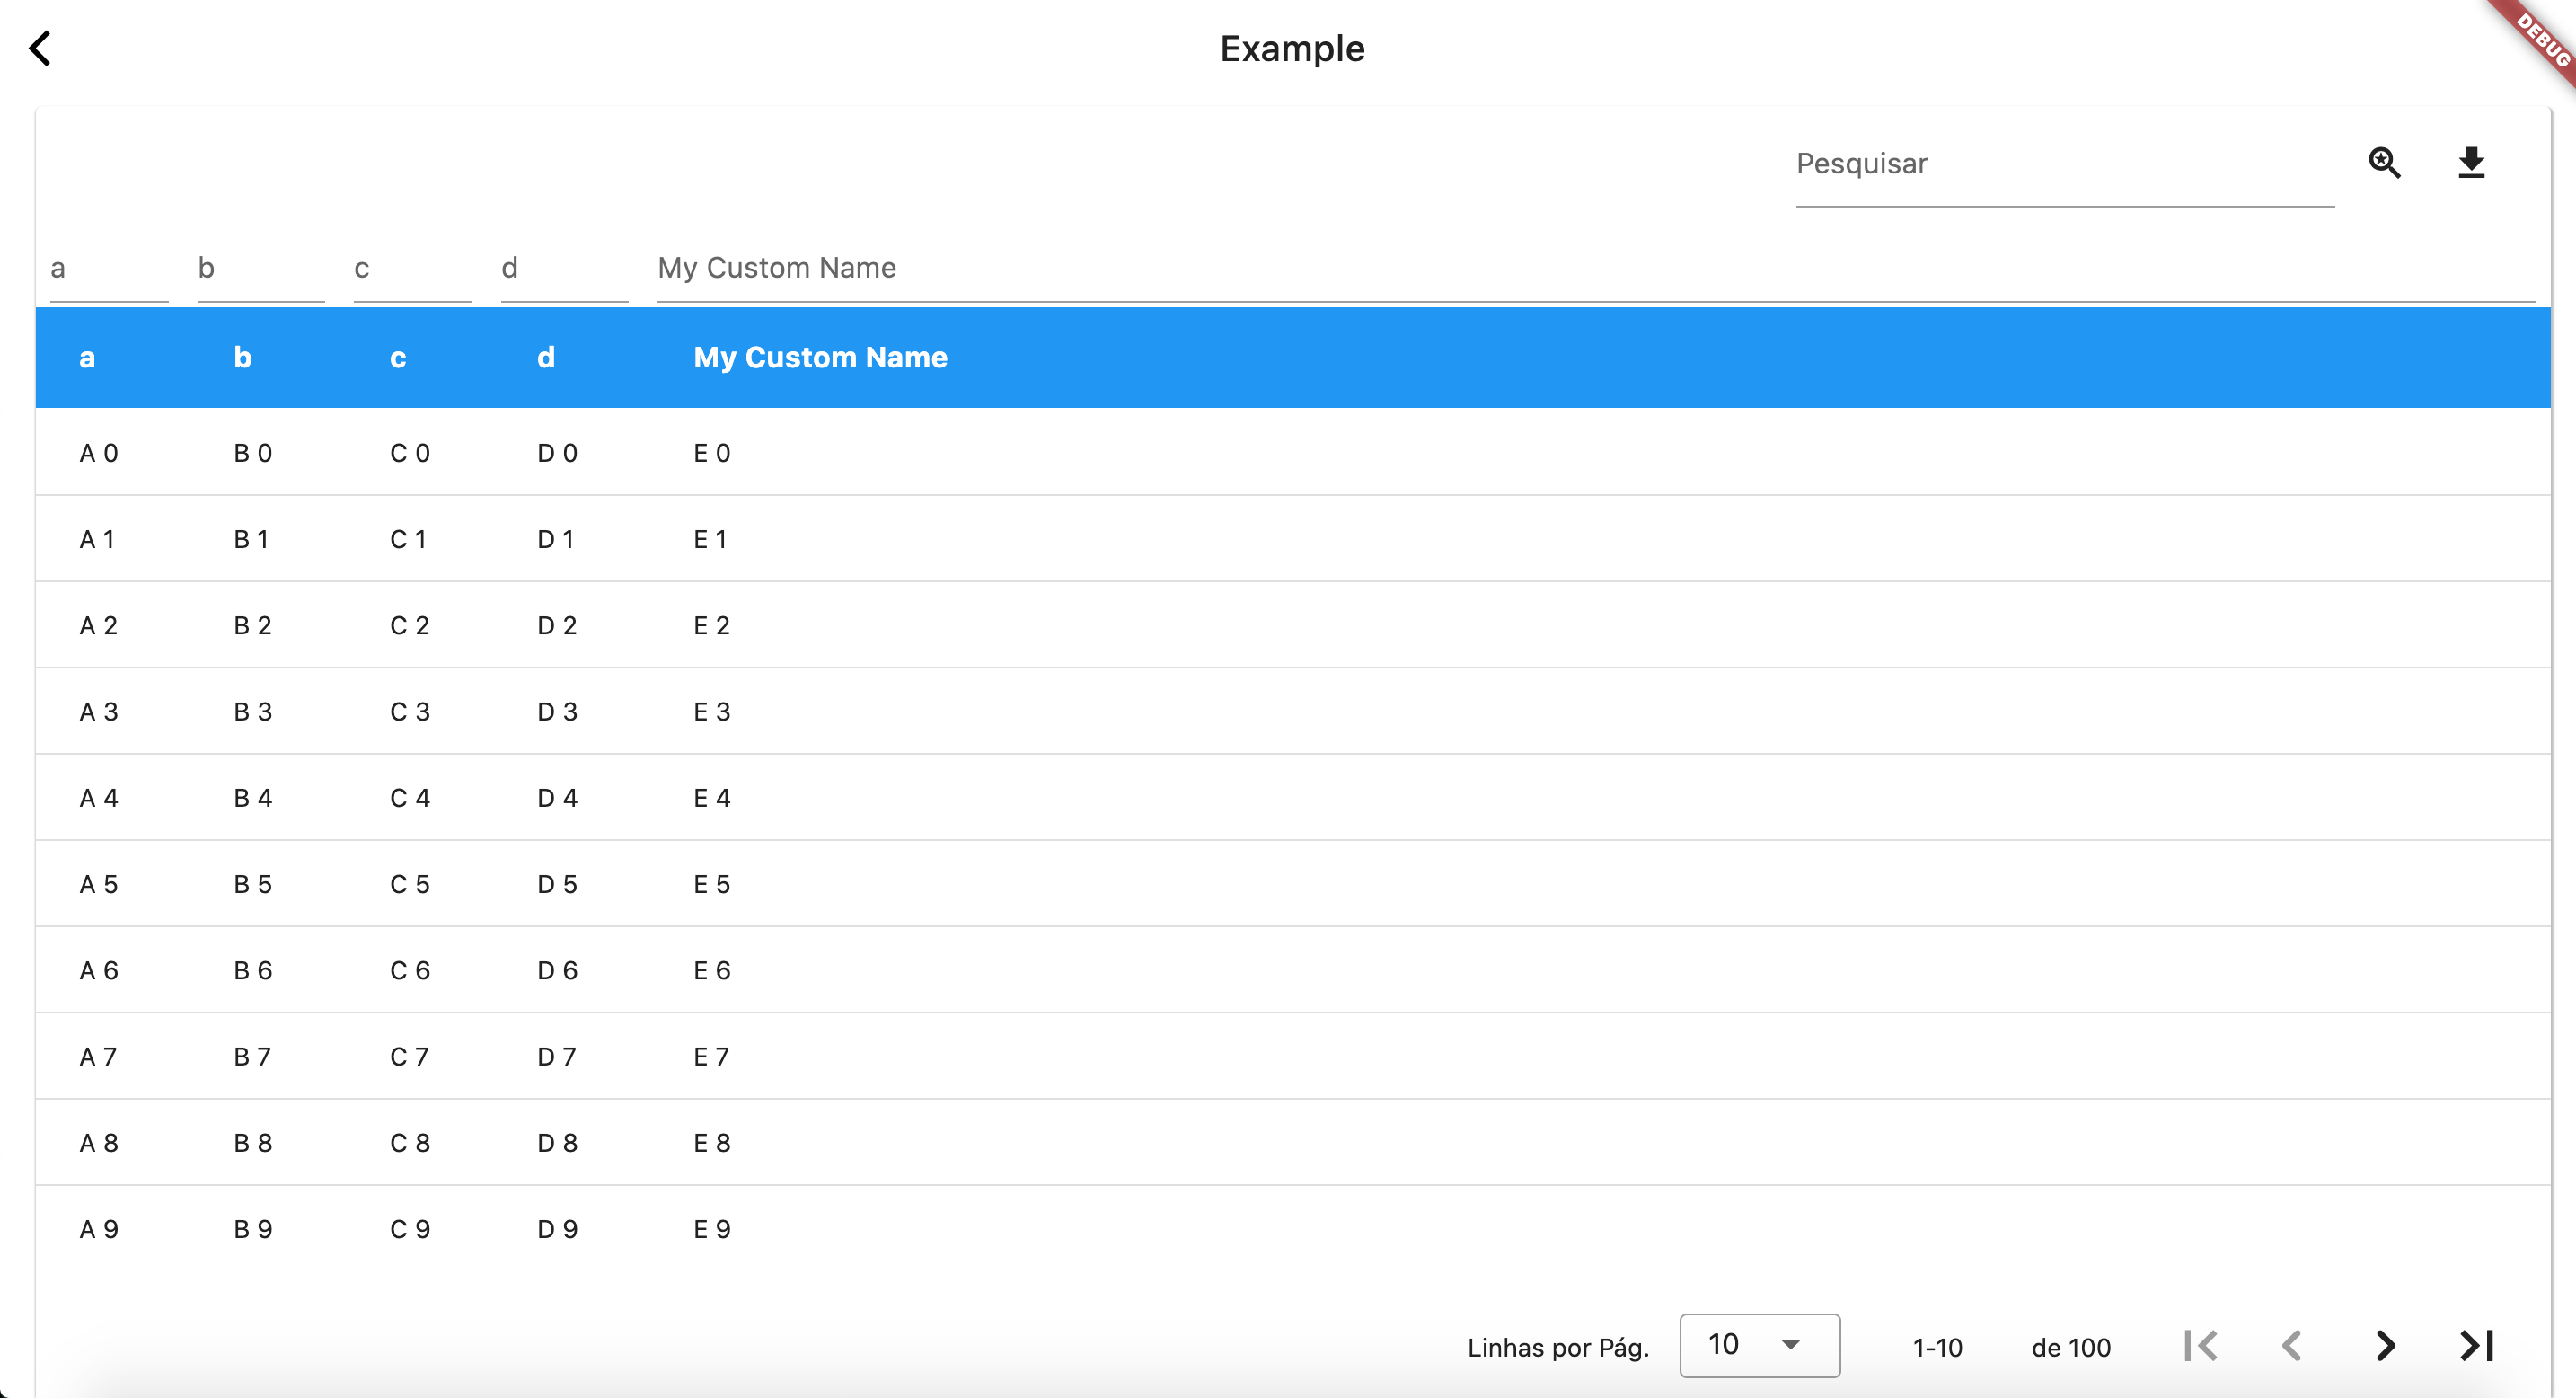 Example
DEBUG
Pesquisar
a b c d My Custom Name
a b c d My Custom Name
A 0 B 0 C 0 D 0 E 0
A 1 B 1 C 1 D 1 E 1
A 2 B 2 C 2 D 2 E 2
A 3 B 3 C 3 D 3 E 3
A 4 B 4 C 4 D 4 E 4
A 5 B 5 C 5 D 5 E 5
A 6 B 6 C 6 D 6 E 6
A 7 B 7 C 7 D 7 E 7
A 8 B 8 C 8 D 8 E 8
A 9 B 9 C 9 D 9 E 9
Linhas por Pág. 10 1-10 de 100